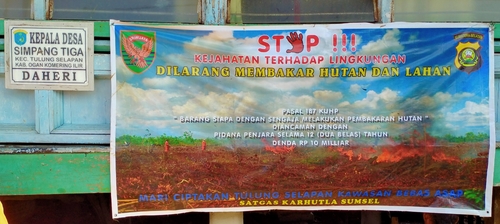 KEPALA DESA
SIMPANG TIGA
KEC. TULUNG SELAPAN
KAB. OGAN KOMERING ILIR
DAHERI
STOP !!!
KEJAHATAN TERHADAP LINGKUNGAN
DILARANG MEMBAKAR HUTAN DAN LAHAN
PASAL 187 KUHP
" BARANG SIAPA DENGAN SENGAJA MELAKUKAN PEMBAKARAN HUTAN "
DIANCAMAN DENGAN
PIDANA PENJARA SELAMA 12 (DUA BELAS) TAHUN
DENDA RP 10 MILLIAR
MARI CIPTAKAN TULUNG SELAPAN KAWASAN BEBAS ASAP
SATGAS KARHUTLA SUMSEL